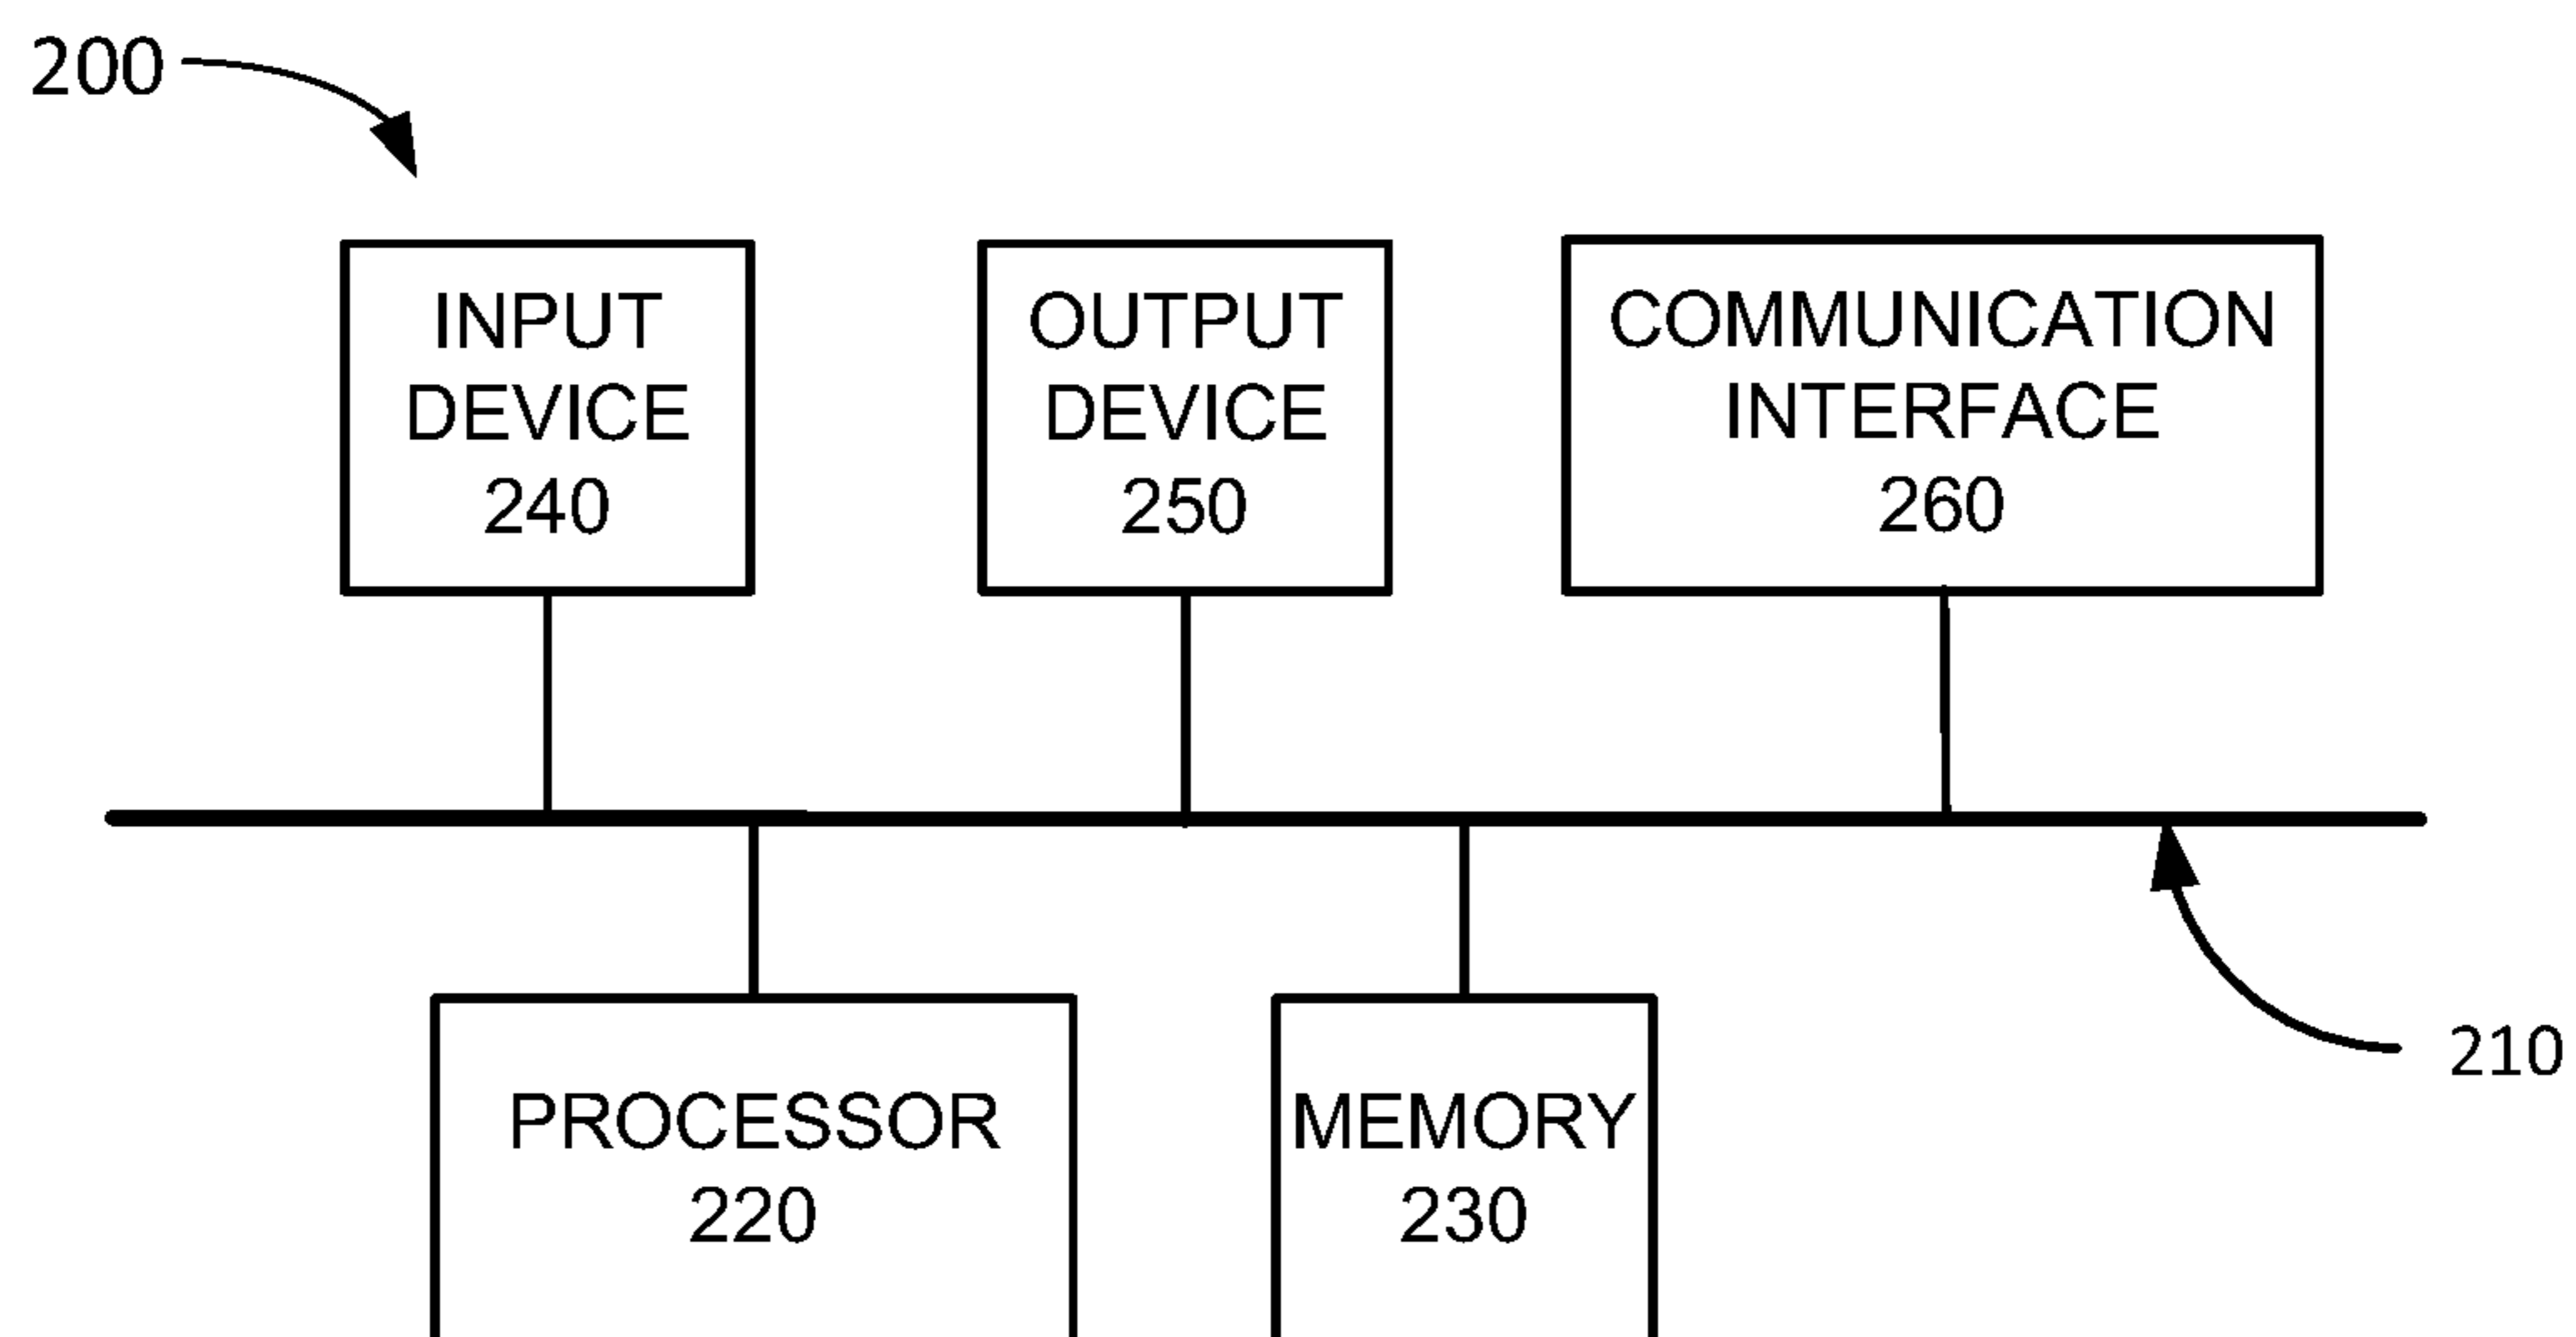 200
INPUT
DEVICE
240
OUTPUT
DEVICE
250
COMMUNICATION
INTERFACE
260
210
PROCESSOR
220
MEMORY
230